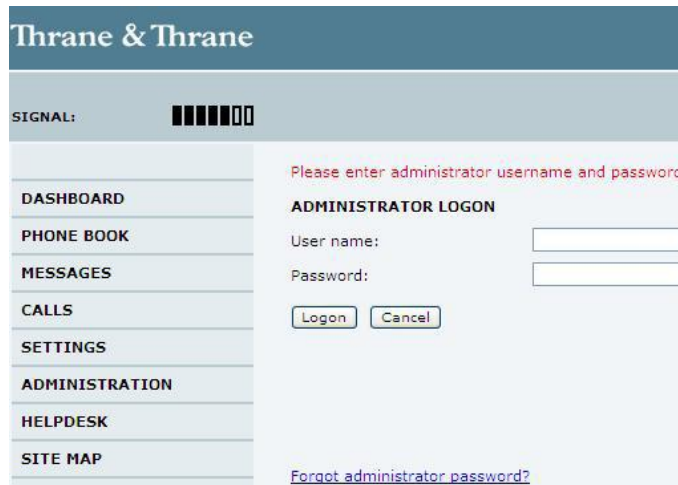 Thrane & Thrane
SIGNAL:
DASHBOARD
PHONE BOOK
MESSAGES
CALLS
SETTINGS
ADMINISTRATION
HELPDESK
SITE MAP
Please enter administrator username and password
ADMINISTRATOR LOGON
User name:
Password:
Logon Cancel
Forgot administrator password?